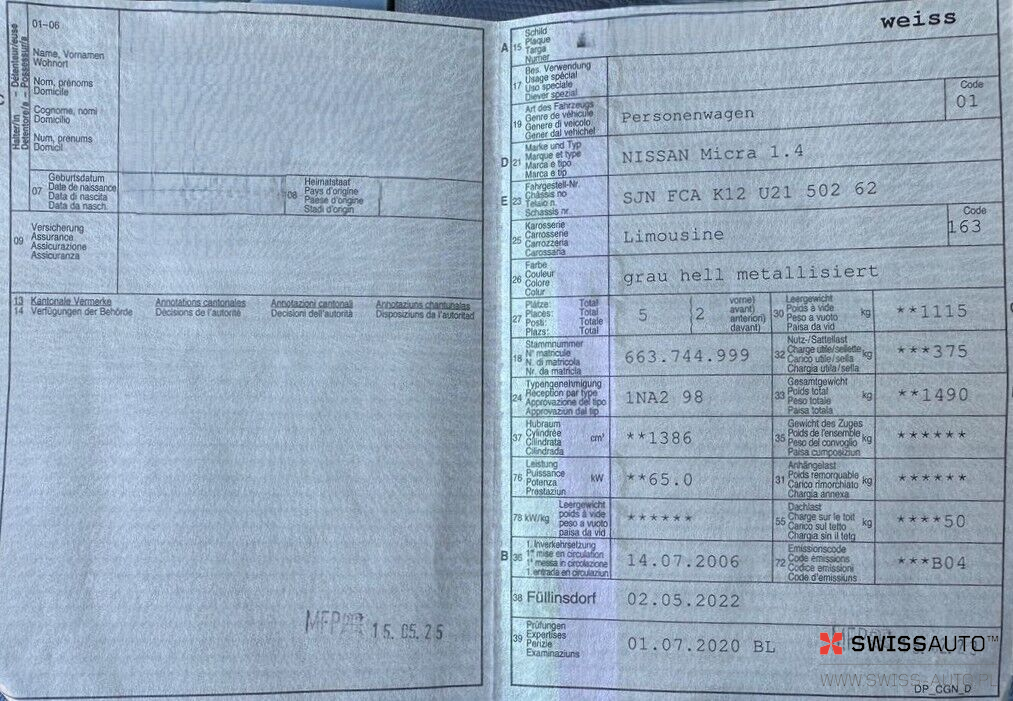 01-06
Halter/in – Détenteur/euse
Detentore/a – Possessur/a
Name, Vornamen
Wohnort
Nom, prénoms
Domicile
Cognome, nomi
Domicilio
Num, prenums
Domicil
07
Geburtsdatum
Date de naissance
Data di nascita
Data da nasch.
08
Heimatstaat
Pays d'origine
Paese d'origine
Stadi d'origin
09
Versicherung
Assurance
Assicurazione
Assicuranza
13 Kantonale Vermerke Annotations cantonales Annotazioni cantonali Annotaziuns chantunalas
14 Verfügungen der Behörde Décisions de l'autorité Decisioni dell'autorità Disposiziuns da l'autoritad
MFP 15.05.25
weiss
A 15
Schild
Plaque
Targa
Numer
17
Bes. Verwendung
Usage spécial
Uso speciale
Diever spezial
19
Art des Fahrzeugs
Genre de véhicule
Genere di veicolo
Gener dal vehichel
Personenwagen
Code
01
D 21
Marke und Typ
Marque et type
Marca e tipo
Marca e tip
NISSAN Micra 1.4
E 23
Fahrgestell-Nr.
Châssis no
Telaio n.
Schassis nr.
SJN FCA K12 U21 502 62
25
Karosserie
Carrosserie
Carrozzeria
Carossaria
Limousine
Code
163
26
Farbe
Couleur
Colore
Colur
grau hell metallisiert
27
Plätze: Total
Places: Total
Posti: Totale
Plazs: Total
5
2
vorne)
avant)
anteriori)
davant)
30
Leergewicht
Poids à vide
Peso a vuoto
Paisa da vid
kg
**1115
18
Stammnummer
N° matricule
N. di matricola
Nr. da matricla
663.744.999
32
Nutz-/Sattellast
Charge utile/sellette
Carico utile/sella
Chargia utila/sella
kg
***375
24
Typengenehmigung
Réception par type
Approvazione del tipo
Approvaziun dal tip
1NA2 98
33
Gesamtgewicht
Poids total
Peso totale
Paisa totala
kg
**1490
37
Hubraum
Cylindrée
Cilindrata
Cilindrada
cm³
**1386
35
Gewicht des Zuges
Poids de l'ensemble
Peso del convoglio
Paisa cumposiziun
kg
******
76
Leistung
Puissance
Potenza
Prestaziun
kW
**65.0
31
Anhängelast
Poids remorquable
Carico rimorchiato
Chargia annexa
kg
******
78 kW/kg
Leergewicht
poids à vide
peso a vuoto
paisa da vid
******
55
Dachlast
Charge sur le toit
Carico sul tetto
Chargia sin il tetg
kg
****50
B 36
1. Inverkehrsetzung
1re mise en circulation
1a messa in circolazione
1. entrada en circulaziun
14.07.2006
72
Emissionscode
Code émissions
Codice emissioni
Code d'emissiuns
***B04
38 Füllinsdorf 02.05.2022
39
Prüfungen
Expertises
Perizie
Examinaziuns
01.07.2020 BL
SWISSAUTO™
WWW.SWISS-AUTO.PL
DP_CGN_D